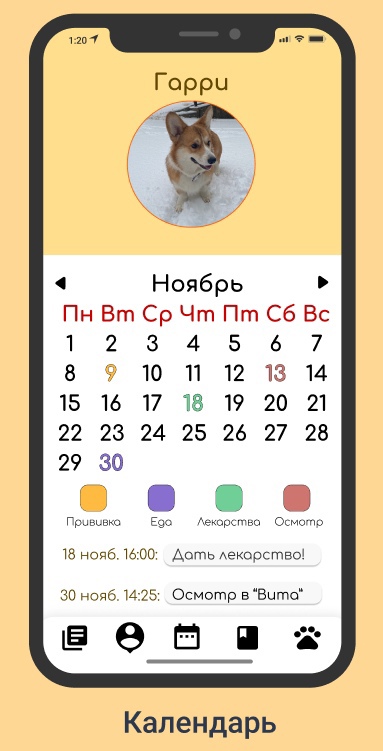 1:20
Гарри
Ноябрь
Пн Вт Ср Чт Пт Сб Вс
1 2 3 4 5 6 7
8 9 10 11 12 13 14
15 16 17 18 19 20 21
22 23 24 25 26 27 28
29 30
Прививка Еда Лекарства Осмотр
18 нояб. 16:00: Дать лекарство!
30 нояб. 14:25: Осмотр в “Вита”
Календарь